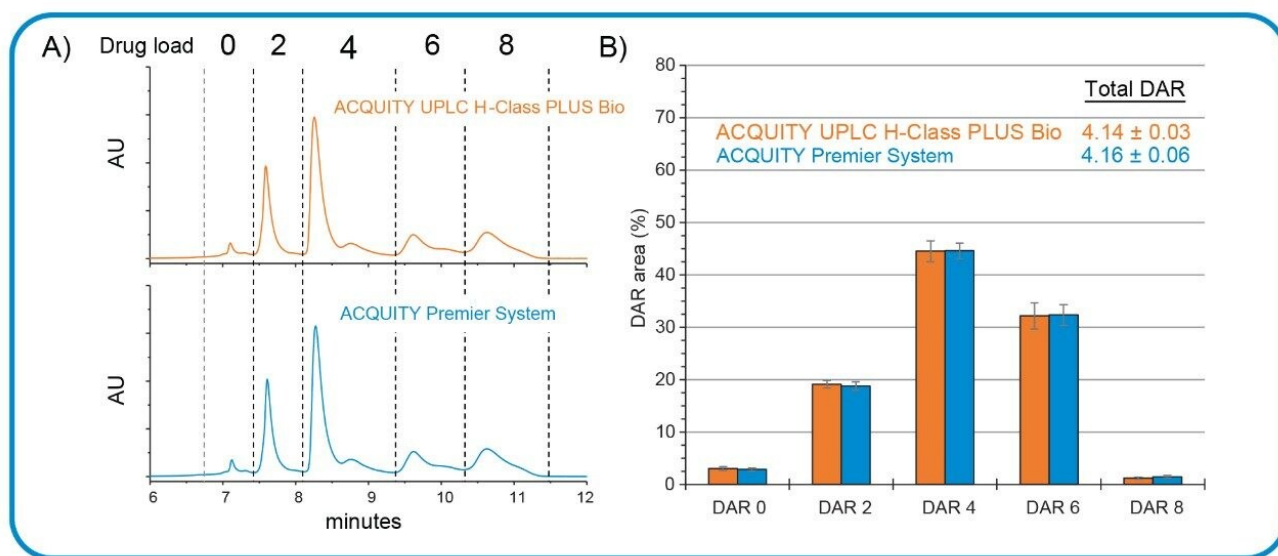 A) Drug load 0 2 4 6 8
ACQUITY UPLC H-Class PLUS Bio
AU
ACQUITY Premier System
AU
6 7 8 9 10 11 12
minutes
B)
80
70
60
50
40
30
20
10
0
DAR area (%)
Total DAR
ACQUITY UPLC H-Class PLUS Bio 4.14 ± 0.03
ACQUITY Premier System 4.16 ± 0.06
DAR 0 DAR 2 DAR 4 DAR 6 DAR 8